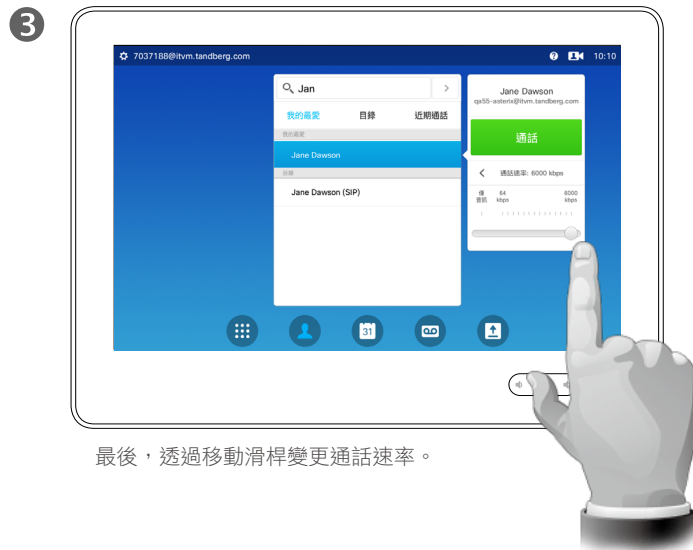 3
7037188@itvm.tandberg.com
10:10
Jan
我的最愛 目錄 近期通話
我的最愛
Jane Dawson
目錄
Jane Dawson (SIP)
Jane Dawson
qa55-asterix@itvm.tandberg.com
通話
通話速率: 6000 kbps
僅音訊
64 kbps
6000 kbps
31
最後，透過移動滑桿變更通話速率。